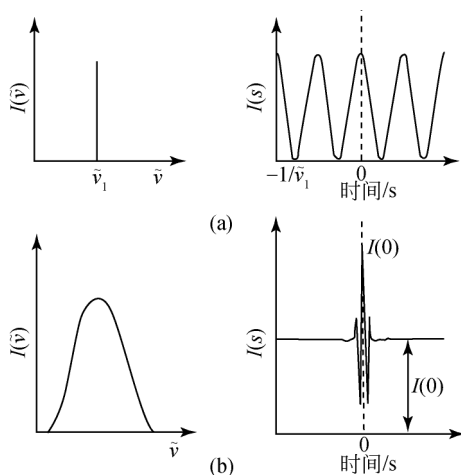 I(ṽ)
ṽ₁
ṽ
I(s)
−1/ṽ₁
0
时间/s
(a)
I(ṽ)
ṽ
I(s)
I(0)
I(0)
0
时间/s
(b)